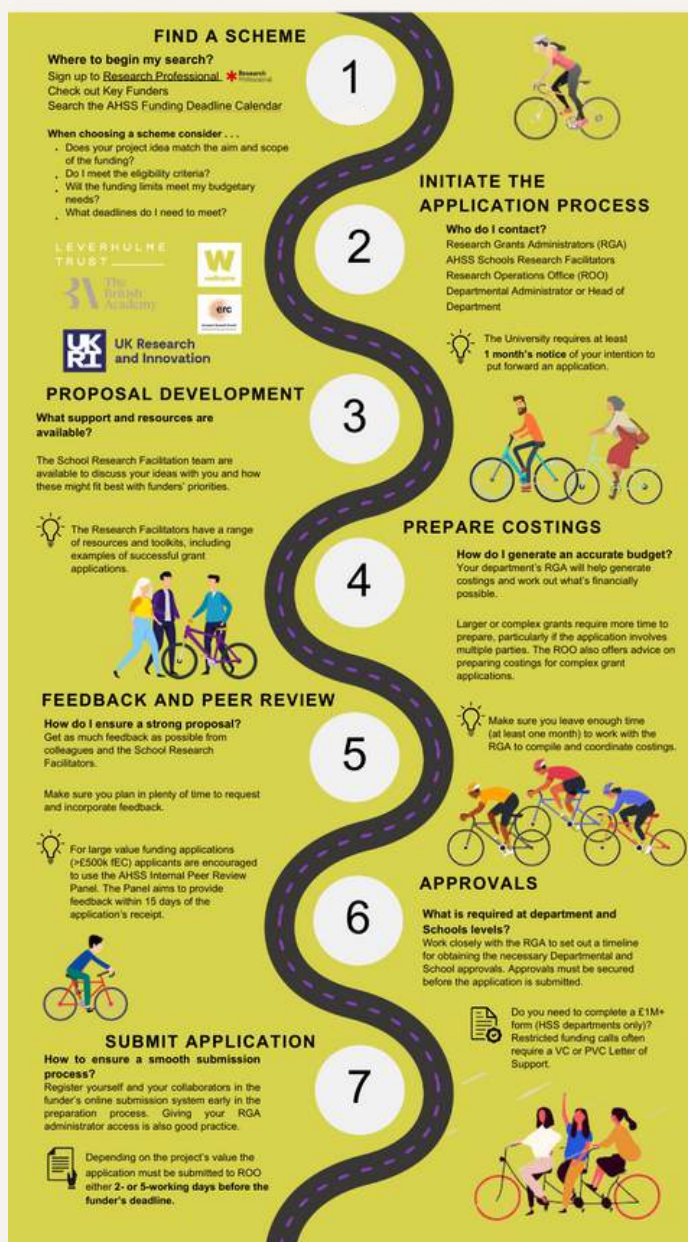 FIND A SCHEME
Where to begin my search?
Sign up to Research Professional Research Professional
Check out Key Funders
Search the AHSS Funding Deadline Calendar
When choosing a scheme consider . . .
Does your project idea match the aim and scope
of the funding?
Do I meet the eligibility criteria?
Will the funding limits meet my budgetary
needs?
What deadlines do I need to meet?
LEVERHULME
TRUST
The
British
Academy
W
wellcome
erc
UK
RI
UK Research
and Innovation
1
2
INITIATE THE
APPLICATION PROCESS
Who do I contact?
Research Grants Administrators (RGA)
AHSS Schools Research Facilitators
Research Operations Office (ROO)
Departmental Administrator or Head of
Department
The University requires at least
1 month's notice of your intention to
put forward an application.
PROPOSAL DEVELOPMENT
What support and resources are
available?
The School Research Facilitation team are
available to discuss your ideas with you and how
these might fit best with funders' priorities.
The Research Facilitators have a range
of resources and toolkits, including
examples of successful grant
applications.
3
4
PREPARE COSTINGS
How do I generate an accurate budget?
Your department's RGA will help generate
costings and work out what's financially
possible.
Larger or complex grants require more time to
prepare, particularly if the application involves
multiple parties. The ROO also offers advice on
preparing costings for complex grant
applications.
Make sure you leave enough time
(at least one month) to work with the
RGA to compile and coordinate costings.
FEEDBACK AND PEER REVIEW
How do I ensure a strong proposal?
Get as much feedback as possible from
colleagues and the School Research
Facilitators.
Make sure you plan in plenty of time to request
and incorporate feedback.
For large value funding applications
(>£500k fEC) applicants are encouraged
to use the AHSS Internal Peer Review
Panel. The Panel aims to provide
feedback within 15 days of the
application's receipt.
5
6
APPROVALS
What is required at department and
Schools levels?
Work closely with the RGA to set out a timeline
for obtaining the necessary Departmental and
School approvals. Approvals must be secured
before the application is submitted.
Do you need to complete a £1M+
form (HSS departments only)?
Restricted funding calls often
require a VC or PVC Letter of
Support.
SUBMIT APPLICATION
How to ensure a smooth submission
process?
Register yourself and your collaborators in the
funder's online submission system early in the
preparation process. Giving your RGA
administrator access is also good practice.
Depending on the project's value the
application must be submitted to ROO
either 2- or 5-working days before the
funder's deadline.
7